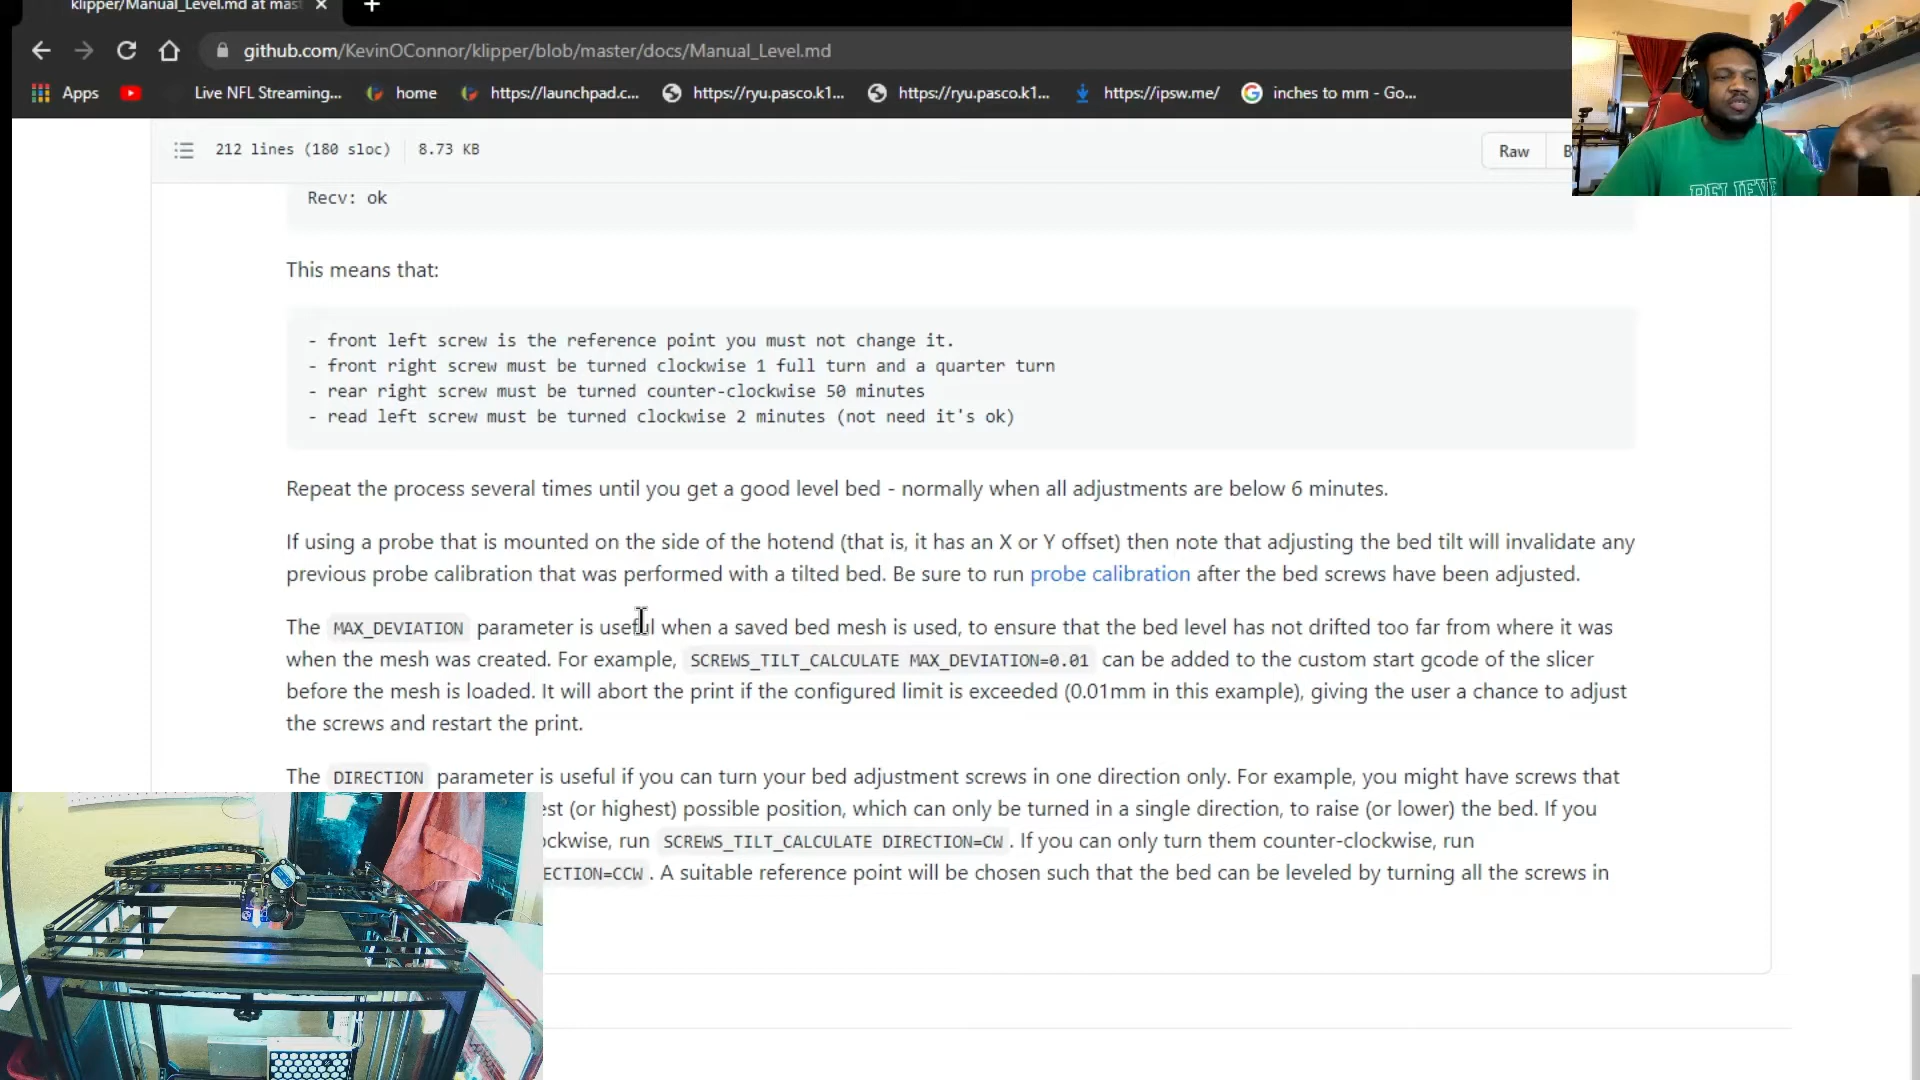 klipper/Manual_Level.md at mast
github.com/KevinOConnor/klipper/blob/master/docs/Manual_Level.md
Apps
Live NFL Streaming...
home
https://launchpad.c...
https://ryu.pasco.k1...
https://ryu.pasco.k1...
https://ipsw.me/
inches to mm - Go...
212 lines (180 sloc)
8.73 KB
Raw
Recv: ok
This means that:
- front left screw is the reference point you must not change it.
- front right screw must be turned clockwise 1 full turn and a quarter turn
- rear right screw must be turned counter-clockwise 50 minutes
- read left screw must be turned clockwise 2 minutes (not need it's ok)
Repeat the process several times until you get a good level bed - normally when all adjustments are below 6 minutes.
If using a probe that is mounted on the side of the hotend (that is, it has an X or Y offset) then note that adjusting the bed tilt will invalidate any
previous probe calibration that was performed with a tilted bed. Be sure to run probe calibration after the bed screws have been adjusted.
The MAX_DEVIATION parameter is useful when a saved bed mesh is used, to ensure that the bed level has not drifted too far from where it was
when the mesh was created. For example, SCREWS_TILT_CALCULATE MAX_DEVIATION=0.01 can be added to the custom start gcode of the slicer
before the mesh is loaded. It will abort the print if the configured limit is exceeded (0.01mm in this example), giving the user a chance to adjust
the screws and restart the print.
The DIRECTION parameter is useful if you can turn your bed adjustment screws in one direction only. For example, you might have screws that
est (or highest) possible position, which can only be turned in a single direction, to raise (or lower) the bed. If you
ockwise, run SCREWS_TILT_CALCULATE DIRECTION=CW. If you can only turn them counter-clockwise, run
ECTION=CCW. A suitable reference point will be chosen such that the bed can be leveled by turning all the screws in